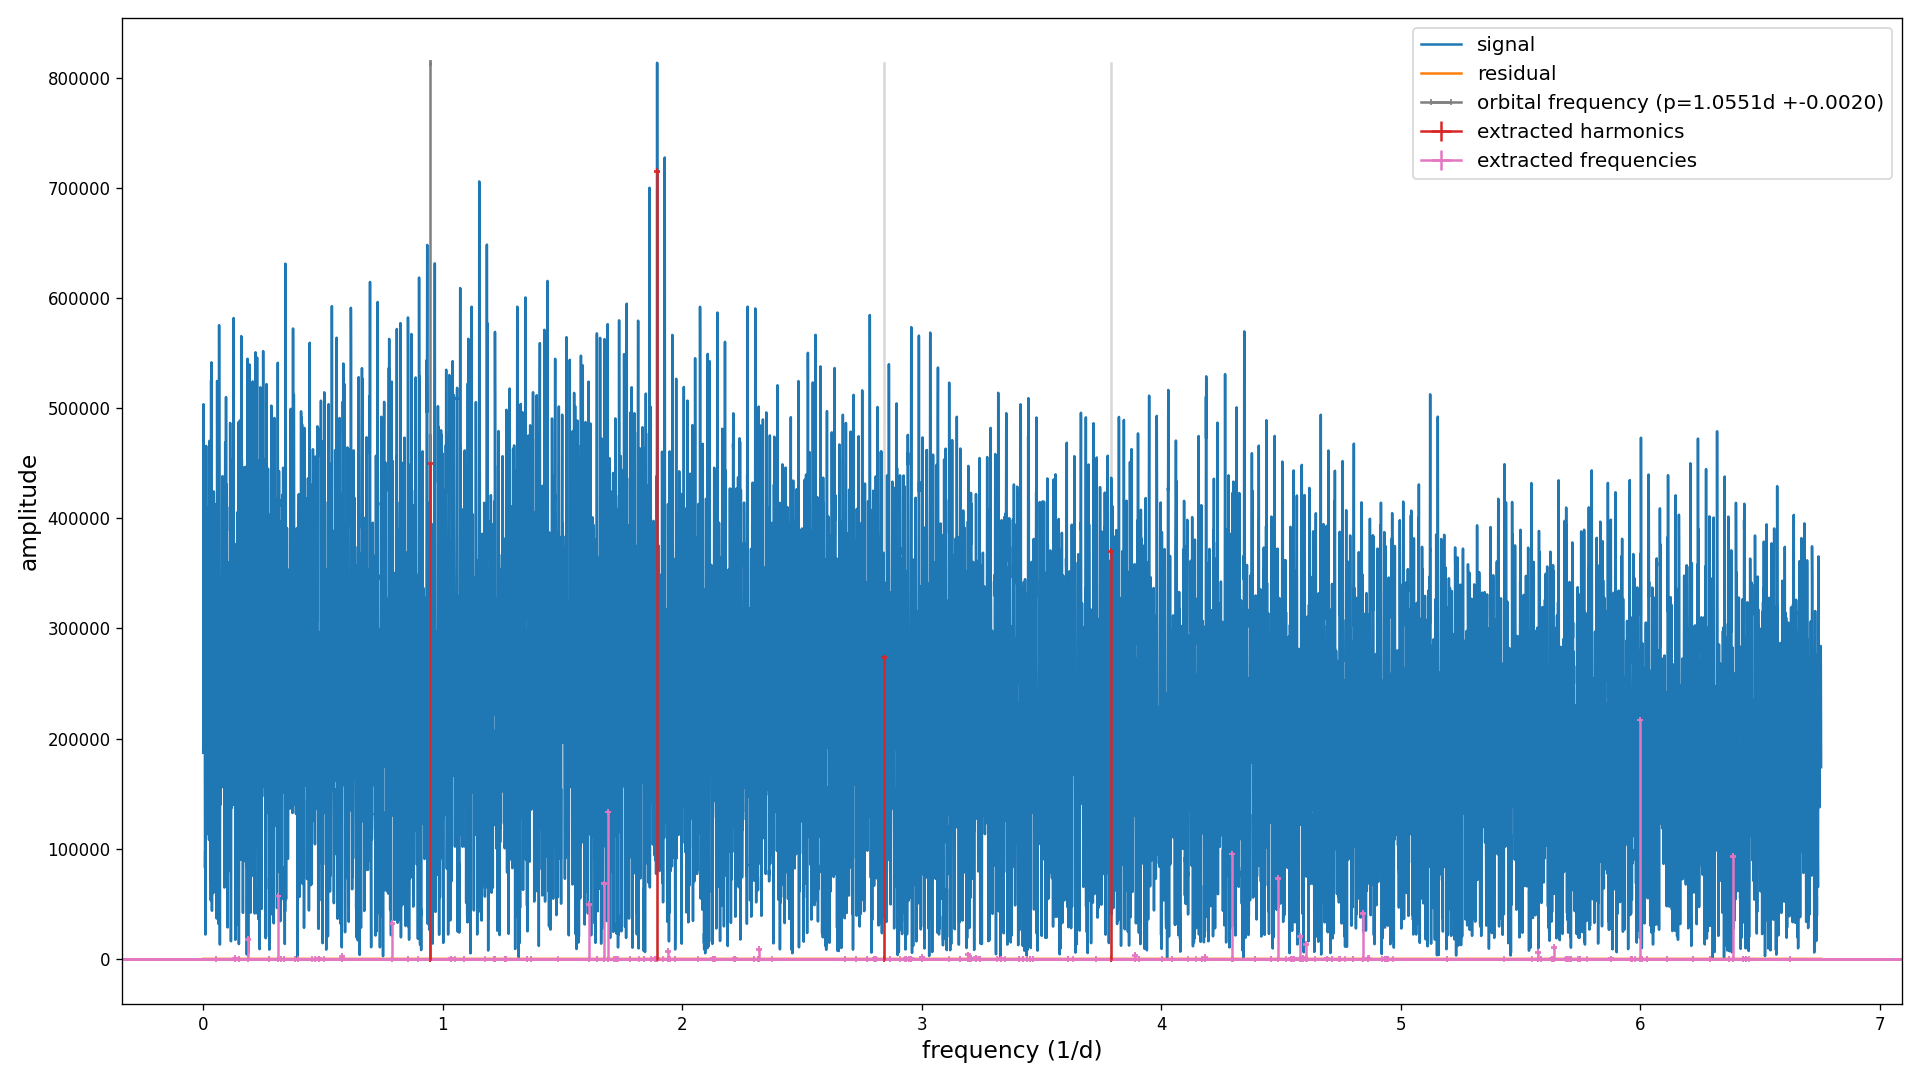 signal
residual
orbital frequency (p=1.0551d +-0.0020)
extracted harmonics
extracted frequencies
amplitude
800000
700000
600000
500000
400000
300000
200000
100000
0
0 1 2 3 4 5 6 7
frequency (1/d)